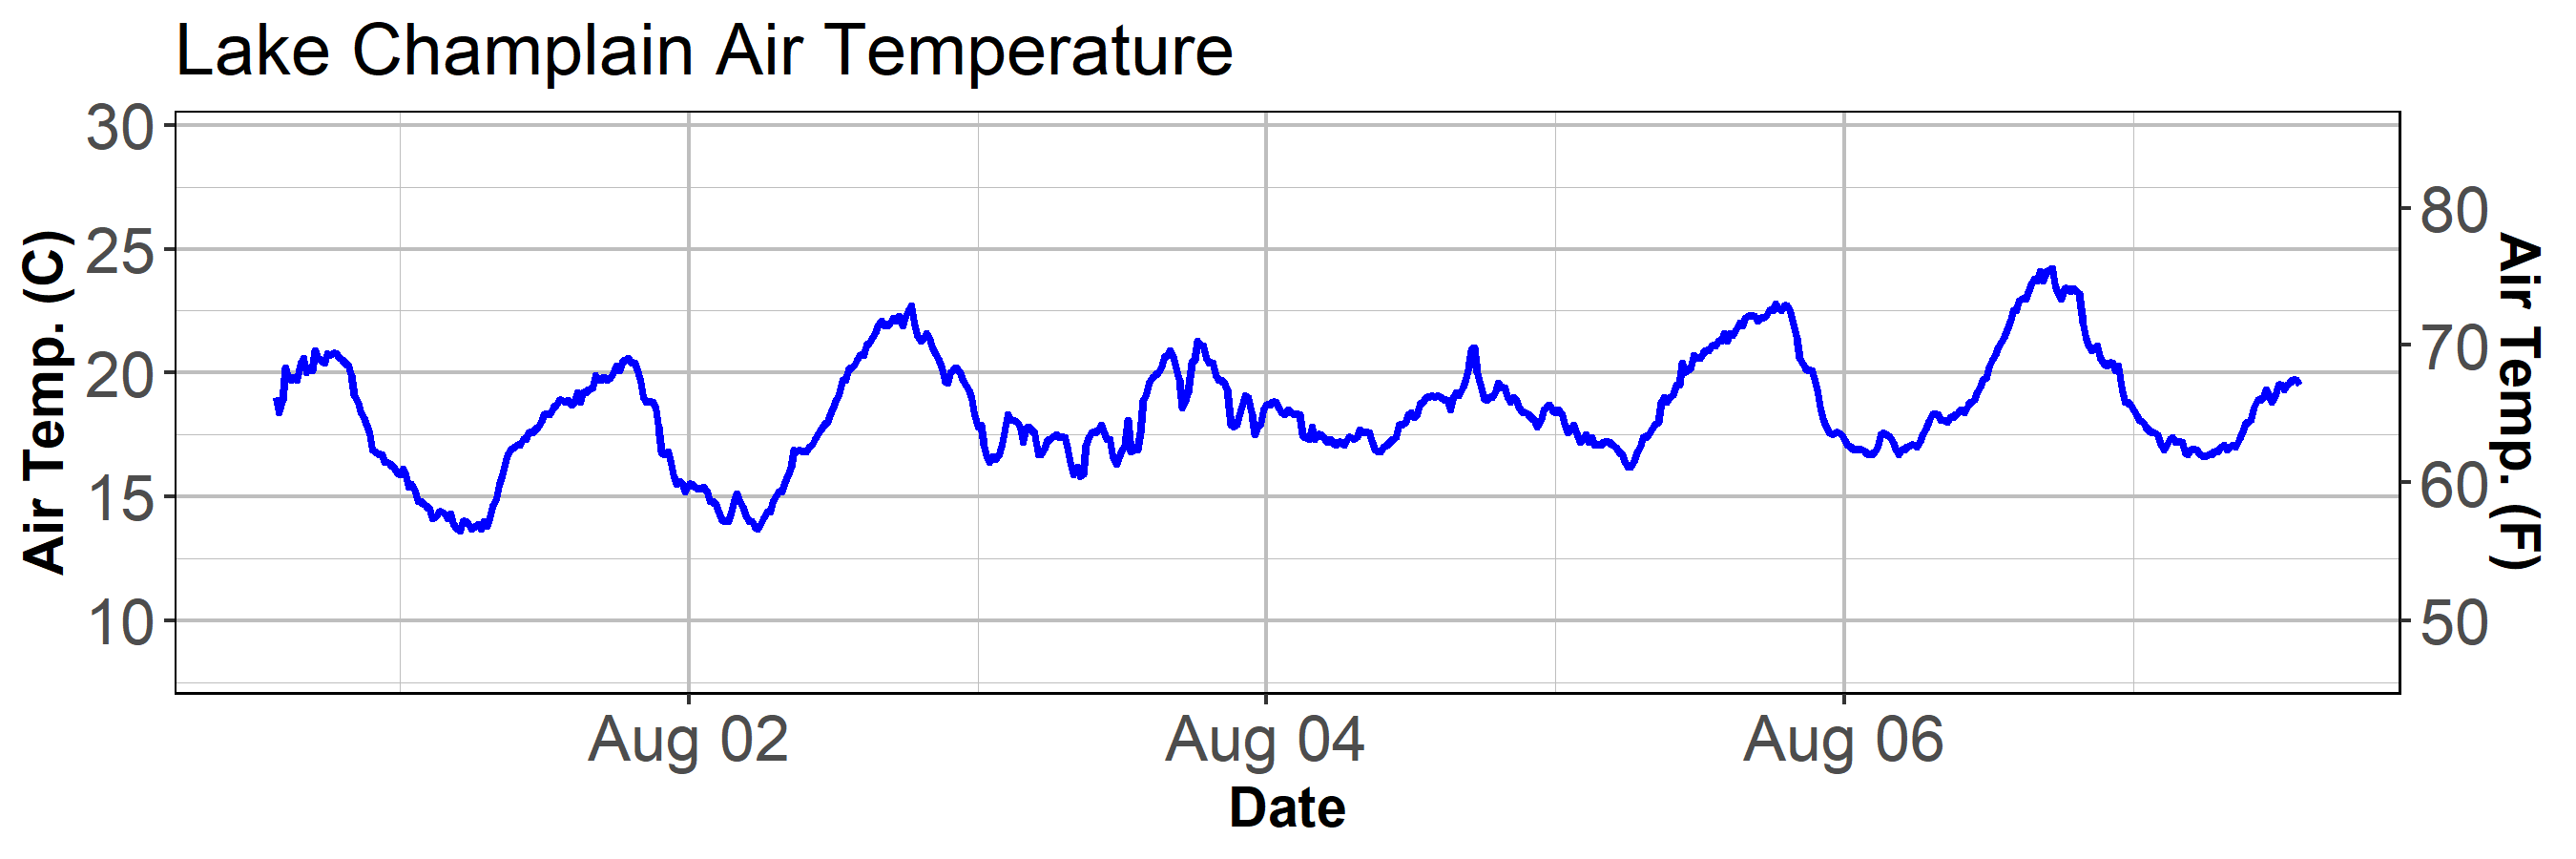 Lake Champlain Air Temperature
30
25
20
15
10
Air Temp. (C)
80
70
60
50
Air Temp. (F)
Aug 02
Aug 04
Aug 06
Date